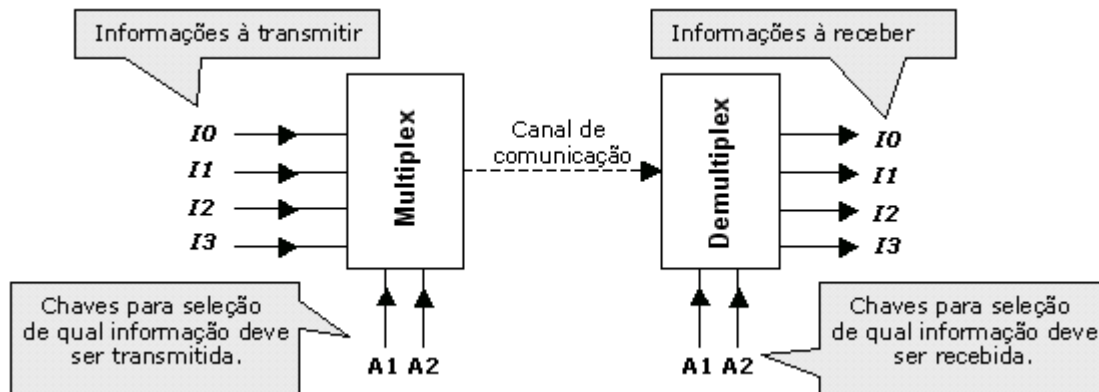 Informações à transmitir
Informações à receber
I0
I1
I2
I3
Multiplex
Canal de
comunicação
Demultiplex
I0
I1
I2
I3
Chaves para seleção
de qual informação deve
ser transmitida.
A1 A2
A1 A2
Chaves para seleção
de qual informação deve
ser recebida.